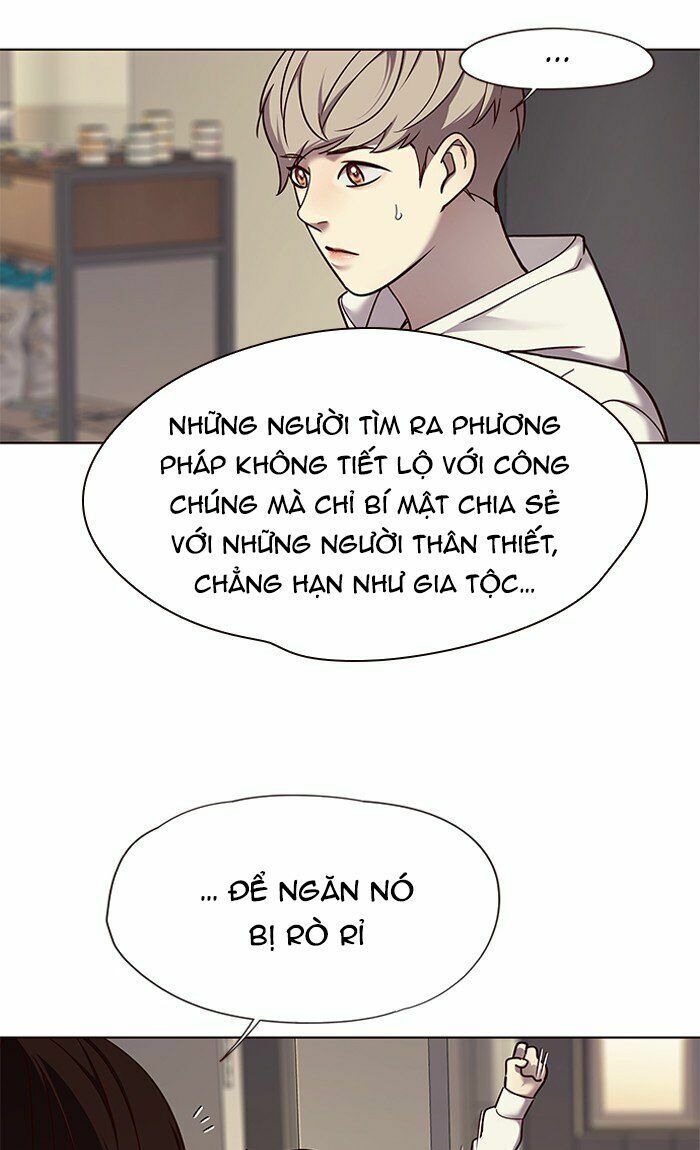 ...
NHỮNG NGƯỜI TÌM RA PHƯƠNG
PHÁP KHÔNG TIẾT LỘ VỚI CÔNG
CHÚNG MÀ CHỈ BÍ MẬT CHIA SẺ
VỚI NHỮNG NGƯỜI THÂN THIẾT,
CHẲNG HẠN NHƯ GIA TỘC...
... ĐỂ NGĂN NÓ
BỊ RÒ RỈ